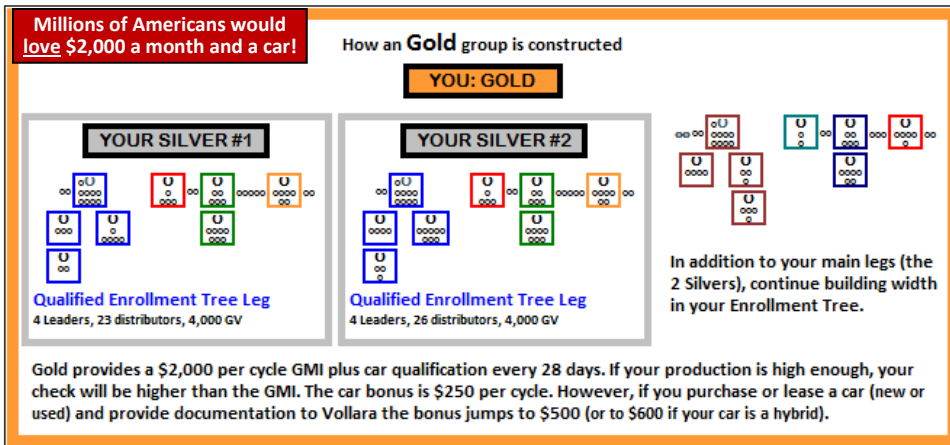 Millions of Americans would
love $2,000 a month and a car!
How an Gold group is constructed
YOU: GOLD
YOUR SILVER #1
YOUR SILVER #2
Qualified Enrollment Tree Leg
4 Leaders, 23 distributors, 4,000 GV
Qualified Enrollment Tree Leg
4 Leaders, 26 distributors, 4,000 GV
In addition to your main legs (the
2 Silvers), continue building width
in your Enrollment Tree.
Gold provides a $2,000 per cycle GMI plus car qualification every 28 days. If your production is high enough, your
check will be higher than the GMI. The car bonus is $250 per cycle. However, if you purchase or lease a car (new or
used) and provide documentation to Vollara the bonus jumps to $500 (or to $600 if your car is a hybrid).